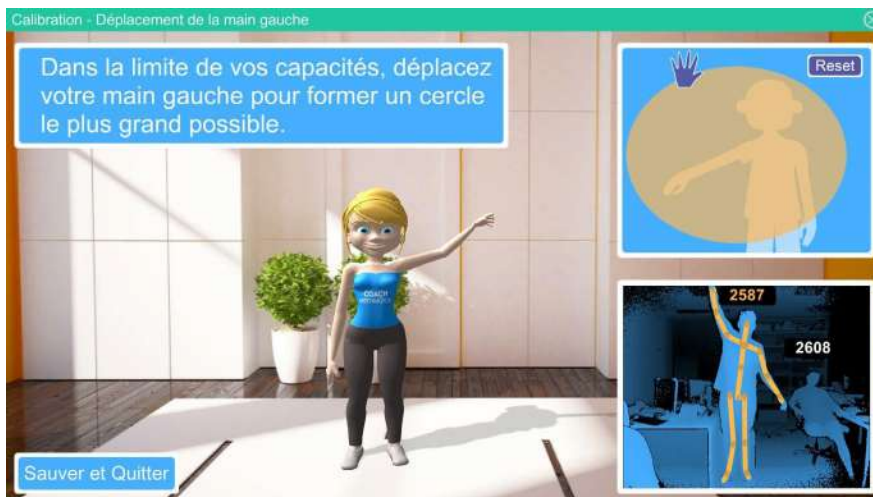 Calibration - Déplacement de la main gauche
Dans la limite de vos capacités, déplacez
votre main gauche pour former un cercle
le plus grand possible.
Reset
COACH
2587
2608
Sauver et Quitter